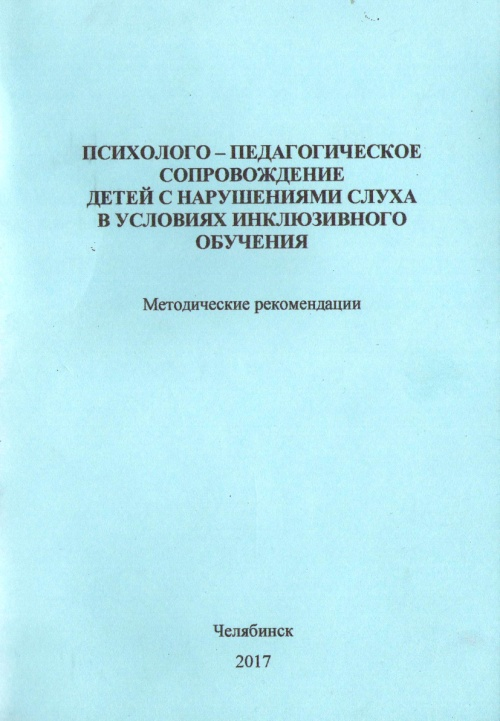 ПСИХОЛОГО – ПЕДАГОГИЧЕСКОЕ
СОПРОВОЖДЕНИЕ
ДЕТЕЙ С НАРУШЕНИЯМИ СЛУХА
В УСЛОВИЯХ ИНКЛЮЗИВНОГО
ОБУЧЕНИЯ
Методические рекомендации
Челябинск
2017